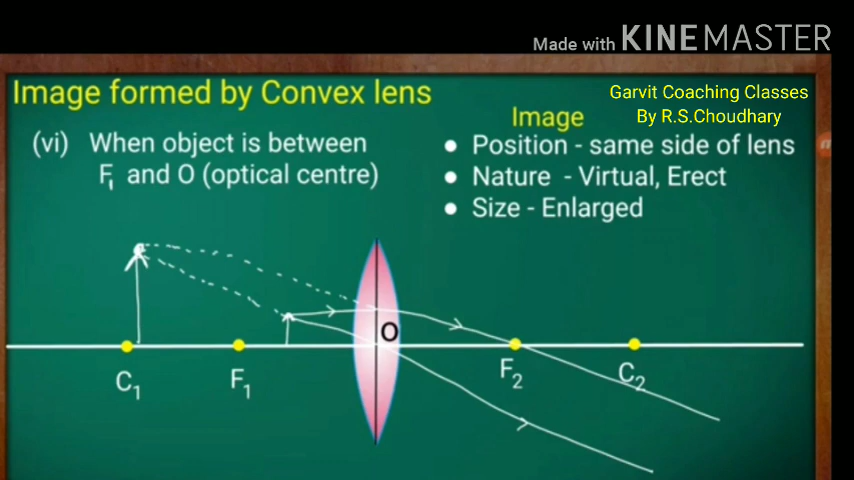 Made with KINEMASTER
Image formed by Convex lens
Garvit Coaching Classes
By R.S.Choudhary
(vi) When object is between
F₁ and O (optical centre)
Image
• Position - same side of lens
• Nature - Virtual, Erect
• Size - Enlarged
O
C₁
F₁
F₂
C₂